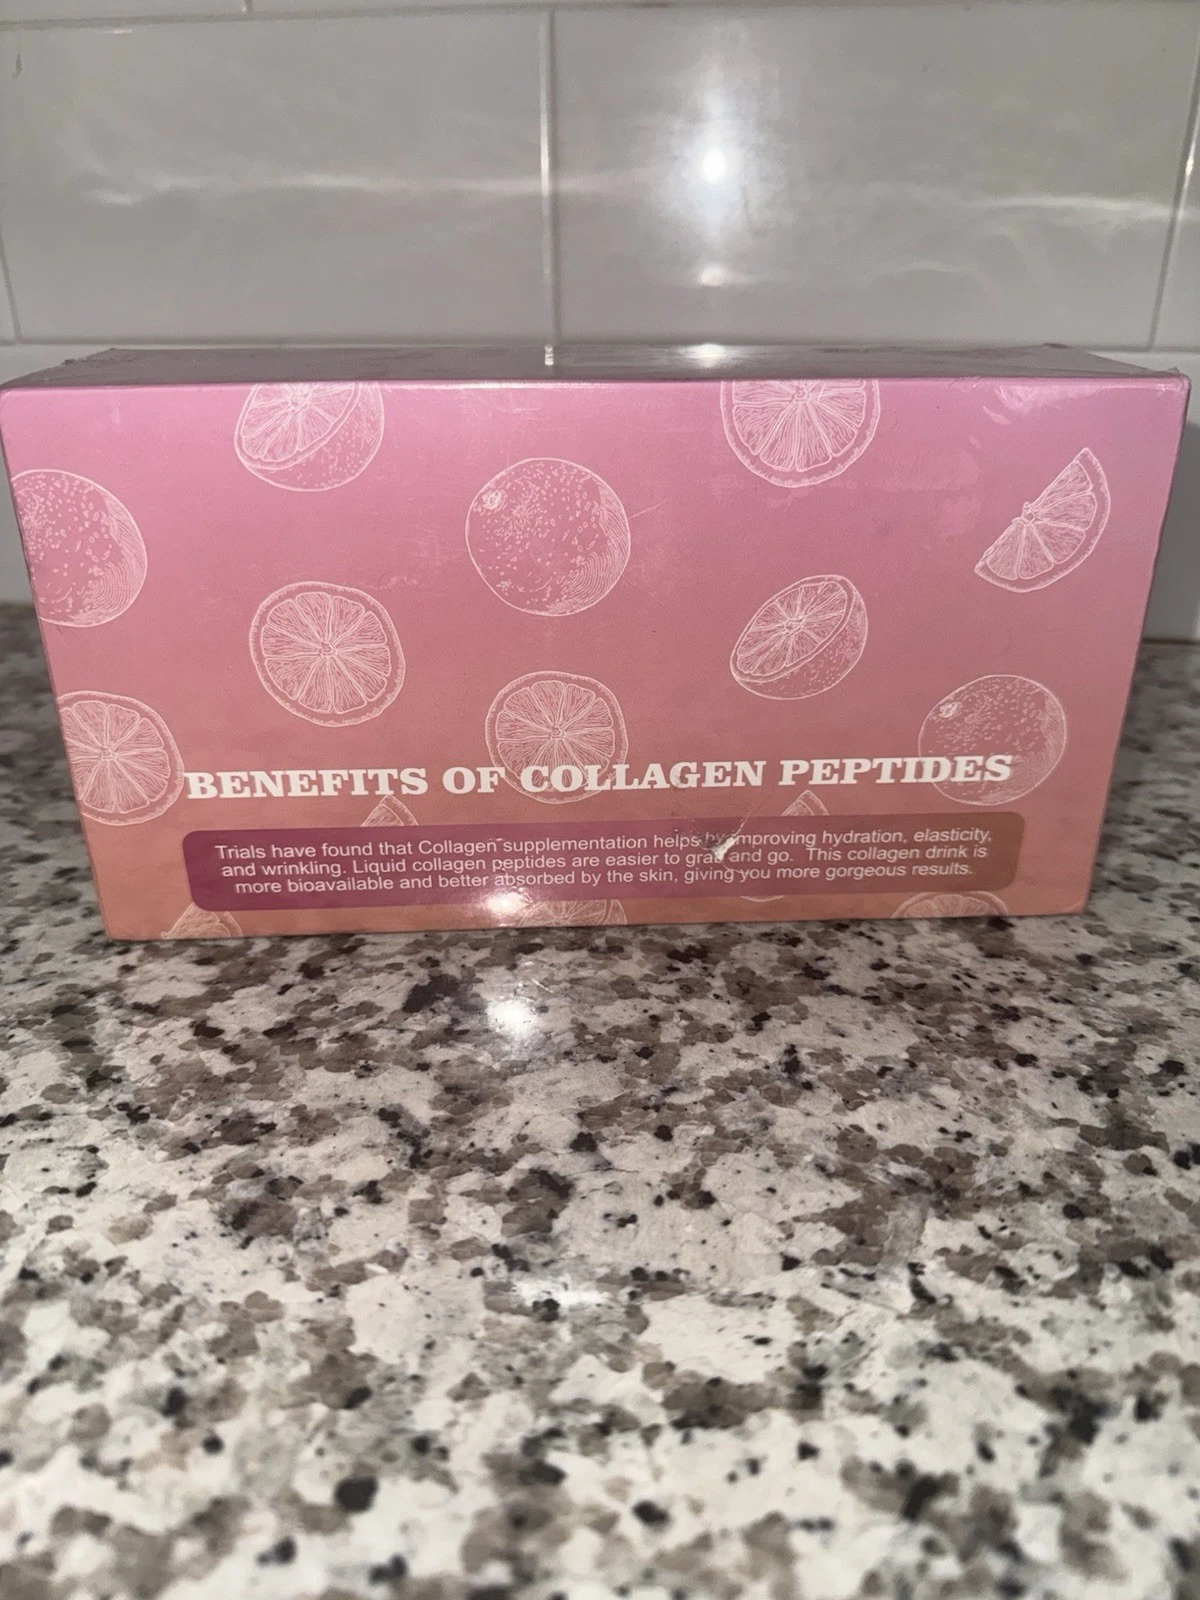 BENEFITS OF COLLAGEN PEPTIDES
Trials have found that Collagen supplementation helps by improving hydration, elasticity,
and wrinkling. Liquid collagen peptides are easier to grab and go. This collagen drink is
more bioavailable and better absorbed by the skin, giving you more gorgeous results.